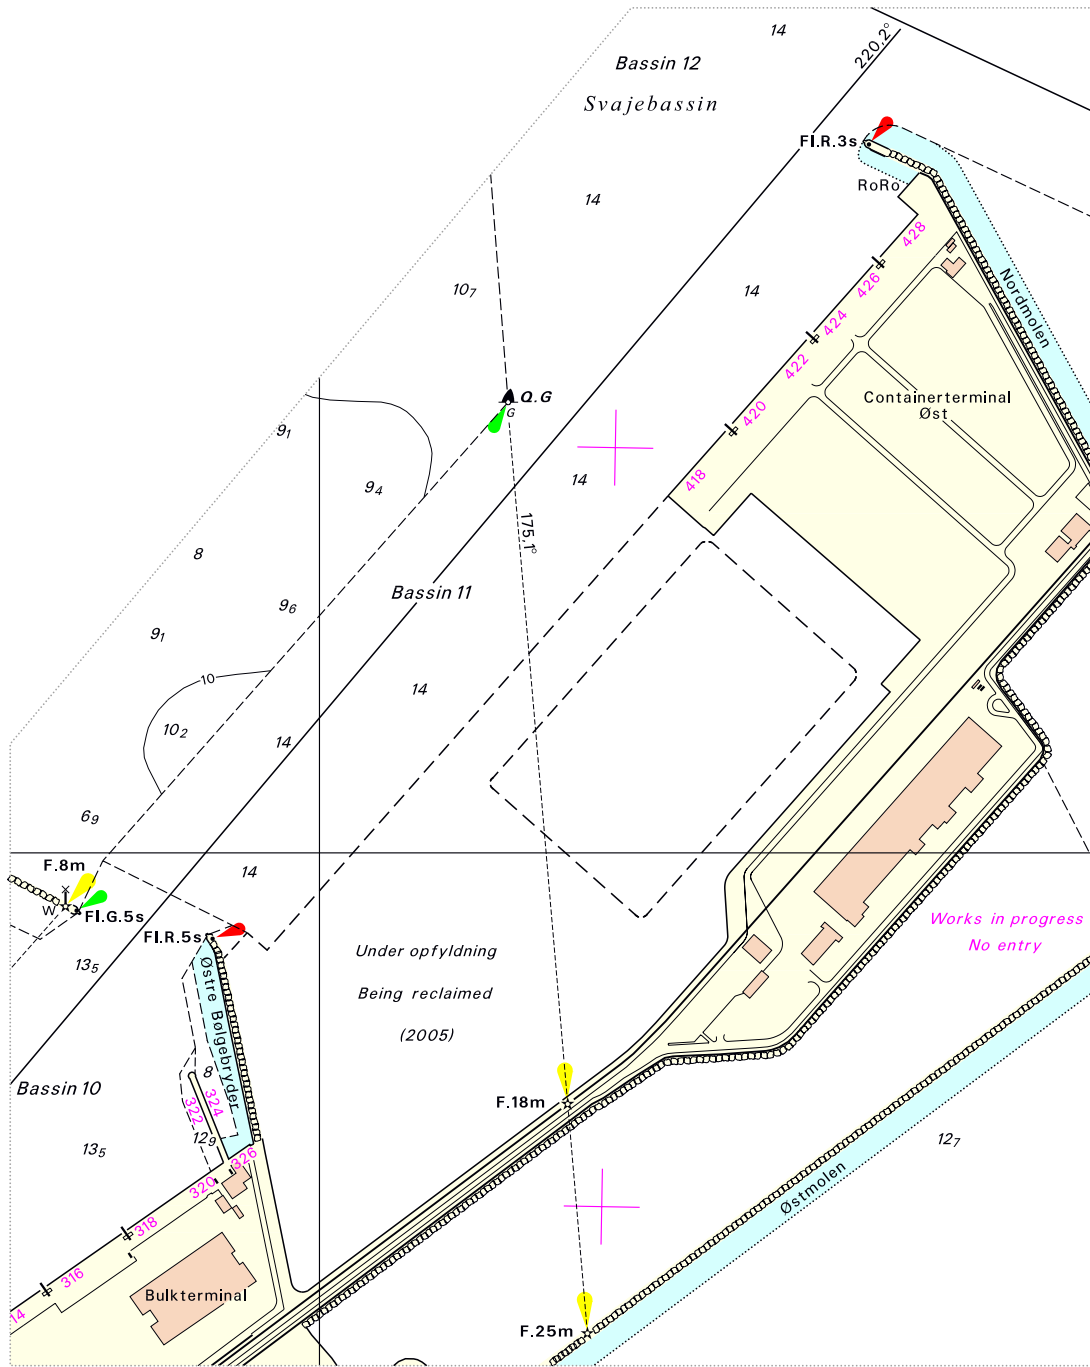 14
220,2°
Bassin 12
Svajebassin
Fl.R.3s
RoRo
14
428
Nordmolen
426
10₇
14
424
422
Containerterminal
Øst
Q.G
G
420
9₁
418
9₄
14
175,1°
8
Bassin 11
9₆
9₁
10
14
10₂
14
6₉
F.8m
14
W
Fl.G.5s
Works in progress
No entry
Fl.R.5s
Under opfyldning
13₅
Østre Bølgebryder
Being reclaimed
(2005)
8
Bassin 10
324
322
F.18m
12₉
12₇
13₅
326
320
Østmolen
318
316
Bulkterminal
14
F.25m